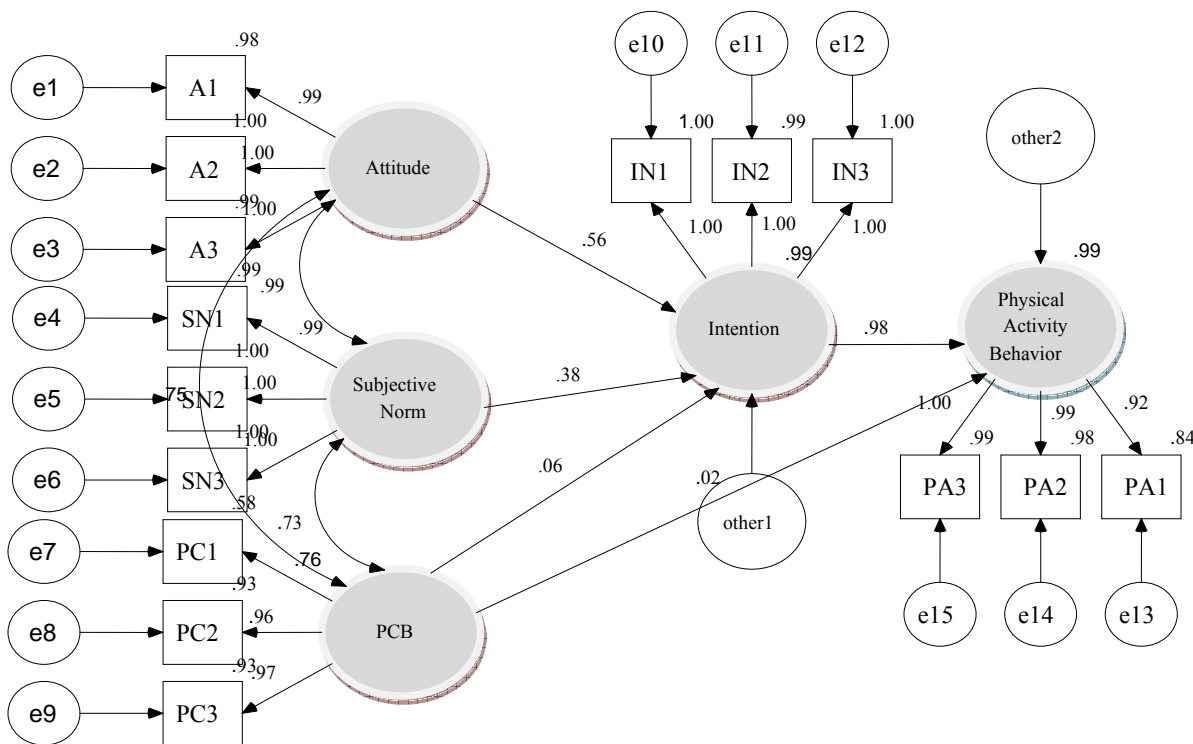 .98
e1
A1
.99
1.00
e2
A2
1.00
Attitude
.99
e3
A3
1.00
.99
e4
SN1
.99
.99
1.00
e5
.75
SN2
1.00
Subjective
Norm
1.00
e6
SN3
1.00
.58
.73
e7
PC1
.76
.93
e8
PC2
.96
PCB
.93
e9
PC3
.97
e10
e11
e12
1.00
.99
1.00
IN1
IN2
IN3
1.00
1.00
1.00
.56
.99
Intention
.38
.06
.98
.02
other1
other2
.99
Physical
Activity
Behavior
1.00
.99
.92
.99
.98
.84
PA3
PA2
PA1
e15
e14
e13